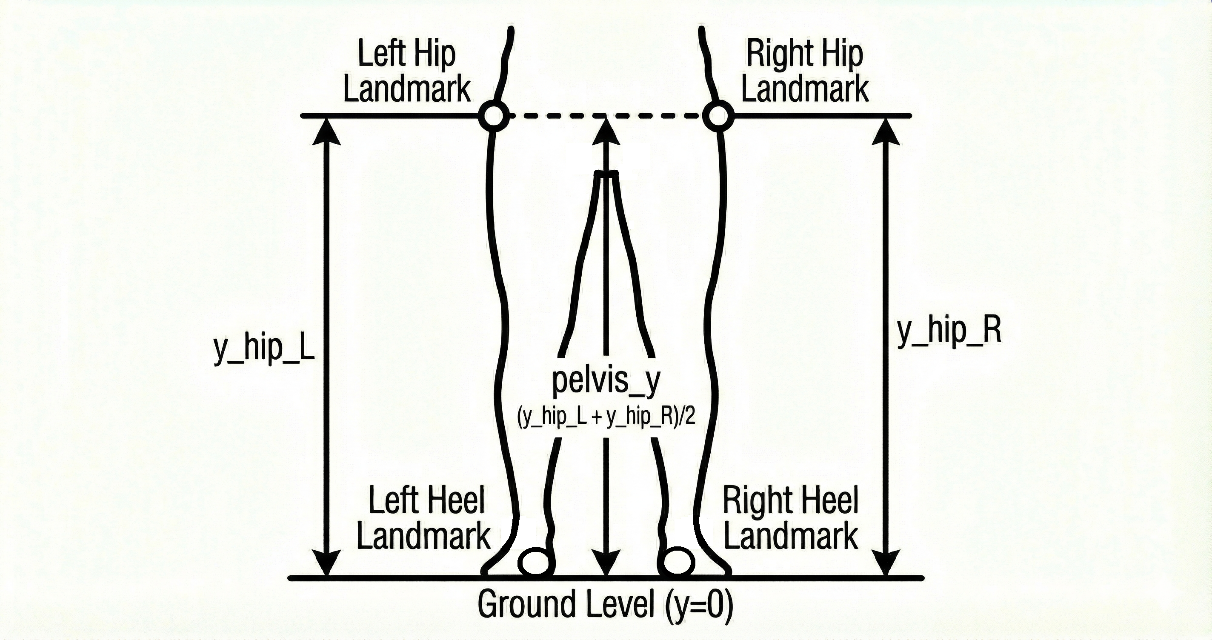 Left Hip
Landmark
Right Hip
Landmark
y_hip_L
y_hip_R
pelvis_y
(y_hip_L + y_hip_R)/2
Left Heel
Landmark
Right Heel
Landmark
Ground Level (y=0)